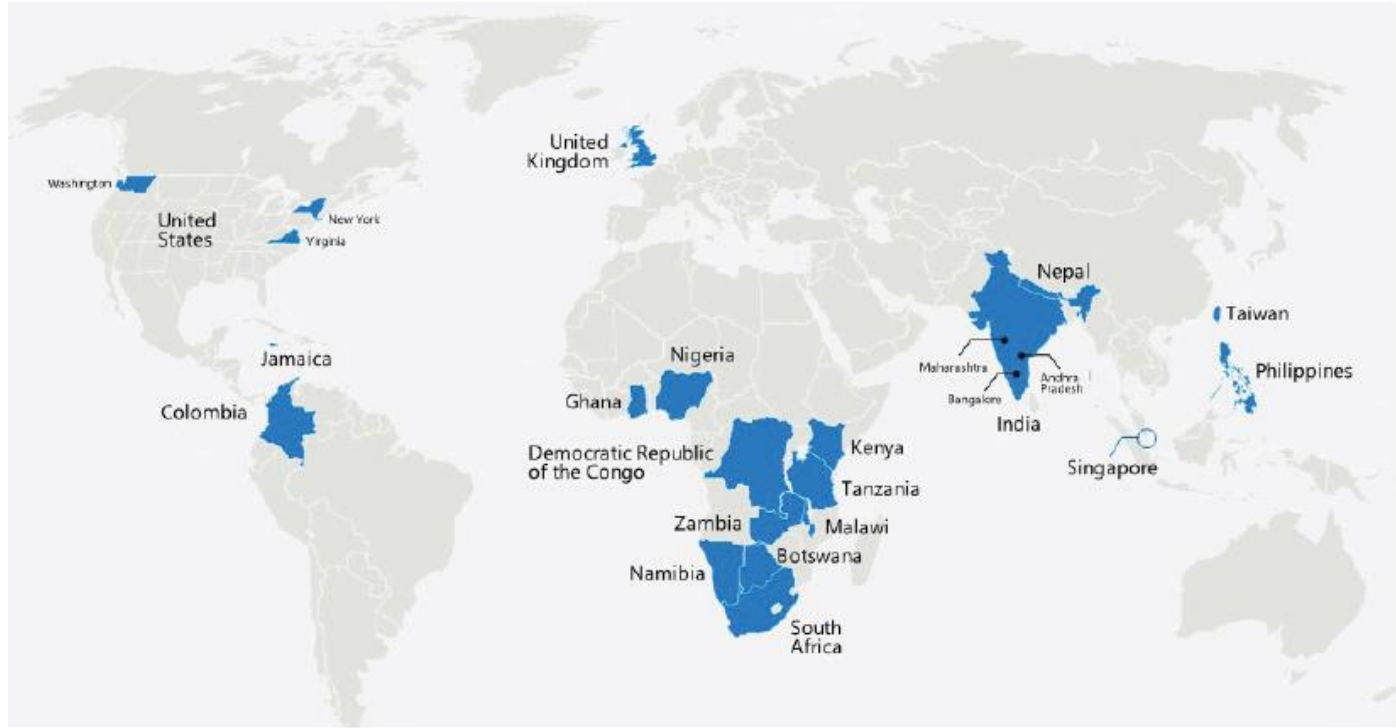 United
Kingdom
Washington
United
States
New York
Virginia
Nepal
Taiwan
Jamaica
Nigeria
Maharashtra
Andhra
Pradesh
Philippines
Colombia
Ghana
Bangalore
India
Democratic Republic
of the Congo
Kenya
Singapore
Tanzania
Zambia
Malawi
Botswana
Namibia
South
Africa